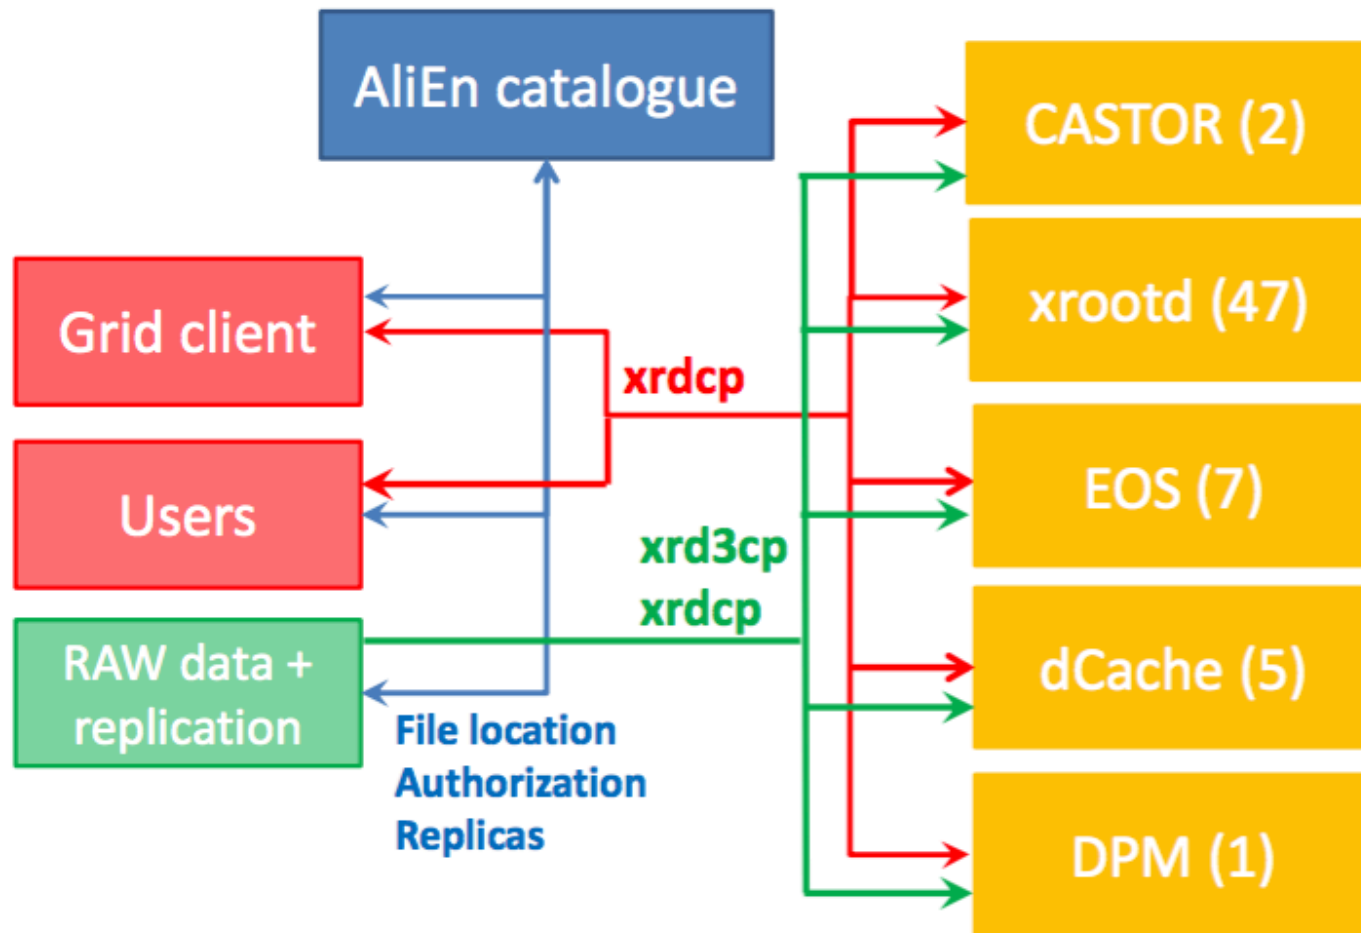 AliEn catalogue
Grid client
Users
RAW data +
replication
xrdcp
xrd3cp
xrdcp
File location
Authorization
Replicas
CASTOR (2)
xrootd (47)
EOS (7)
dCache (5)
DPM (1)